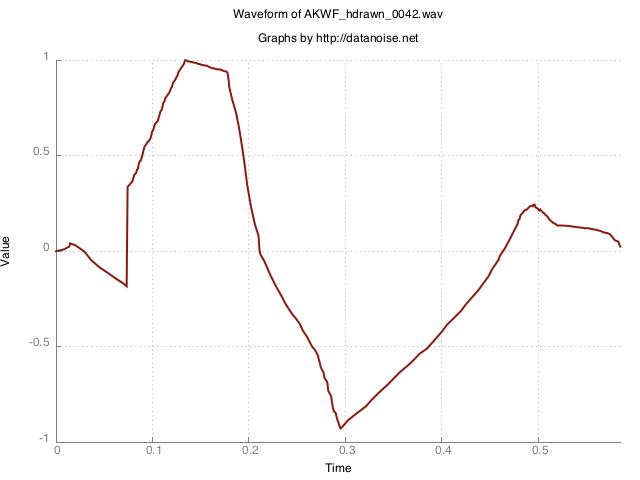 Waveform of AKWF_hdrawn_0042.wav
Graphs by http://datanoise.net
1
0.5
0
-0.5
-1
Value
0 0.1 0.2 0.3 0.4 0.5
Time